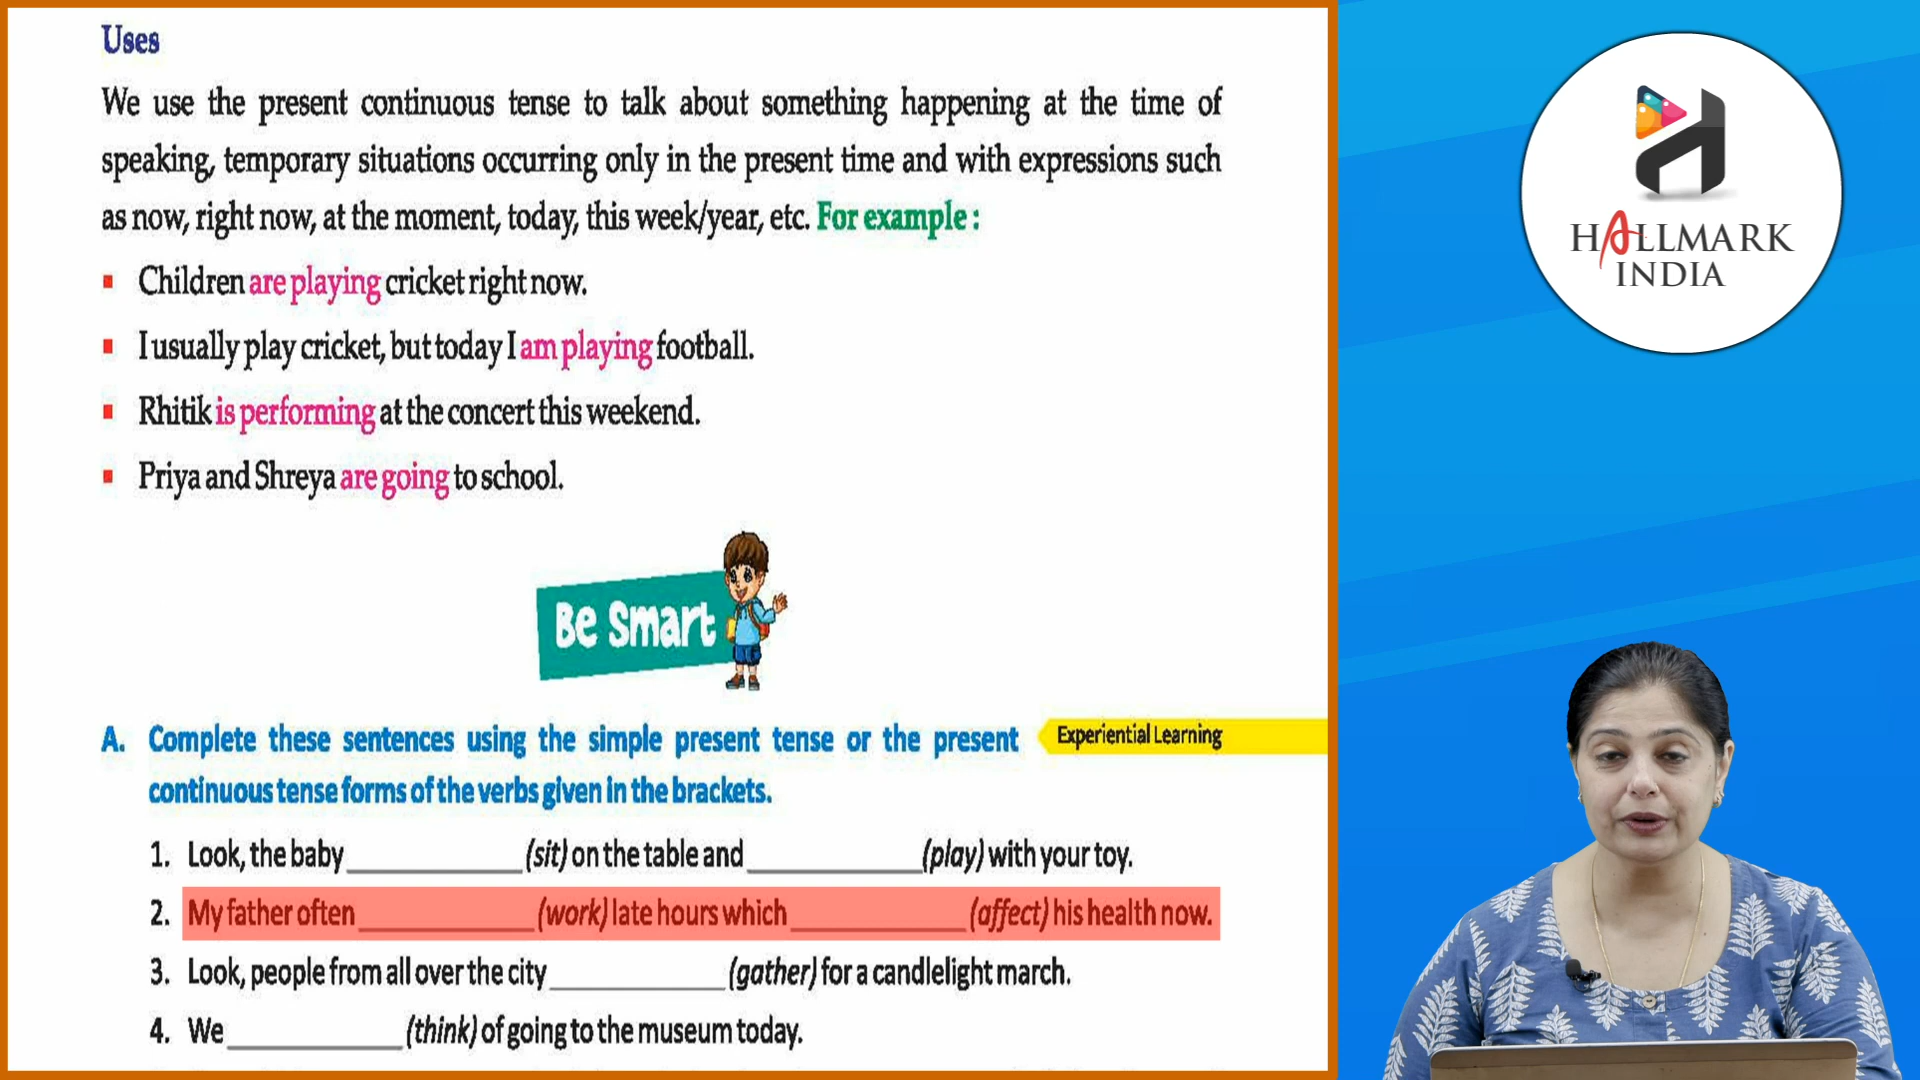 Uses
We use the present continuous tense to talk about something happening at the time of
speaking, temporary situations occurring only in the present time and with expressions such
as now, right now, at the moment, today, this week/year, etc. For example :
Children are playing cricket right now.
I usually play cricket, but today I am playing football.
Rhitik is performing at the concert this weekend.
Priya and Shreya are going to school.
Be Smart
A. Complete these sentences using the simple present tense or the present
continuous tense forms of the verbs given in the brackets.
Experiential Learning
1. Look, the baby ____________ (sit) on the table and ____________ (play) with your toy.
2. My father often ____________ (work) late hours which ____________ (affect) his health now.
3. Look, people from all over the city ____________ (gather) for a candlelight march.
4. We ____________ (think) of going to the museum today.
HALLMARK
INDIA